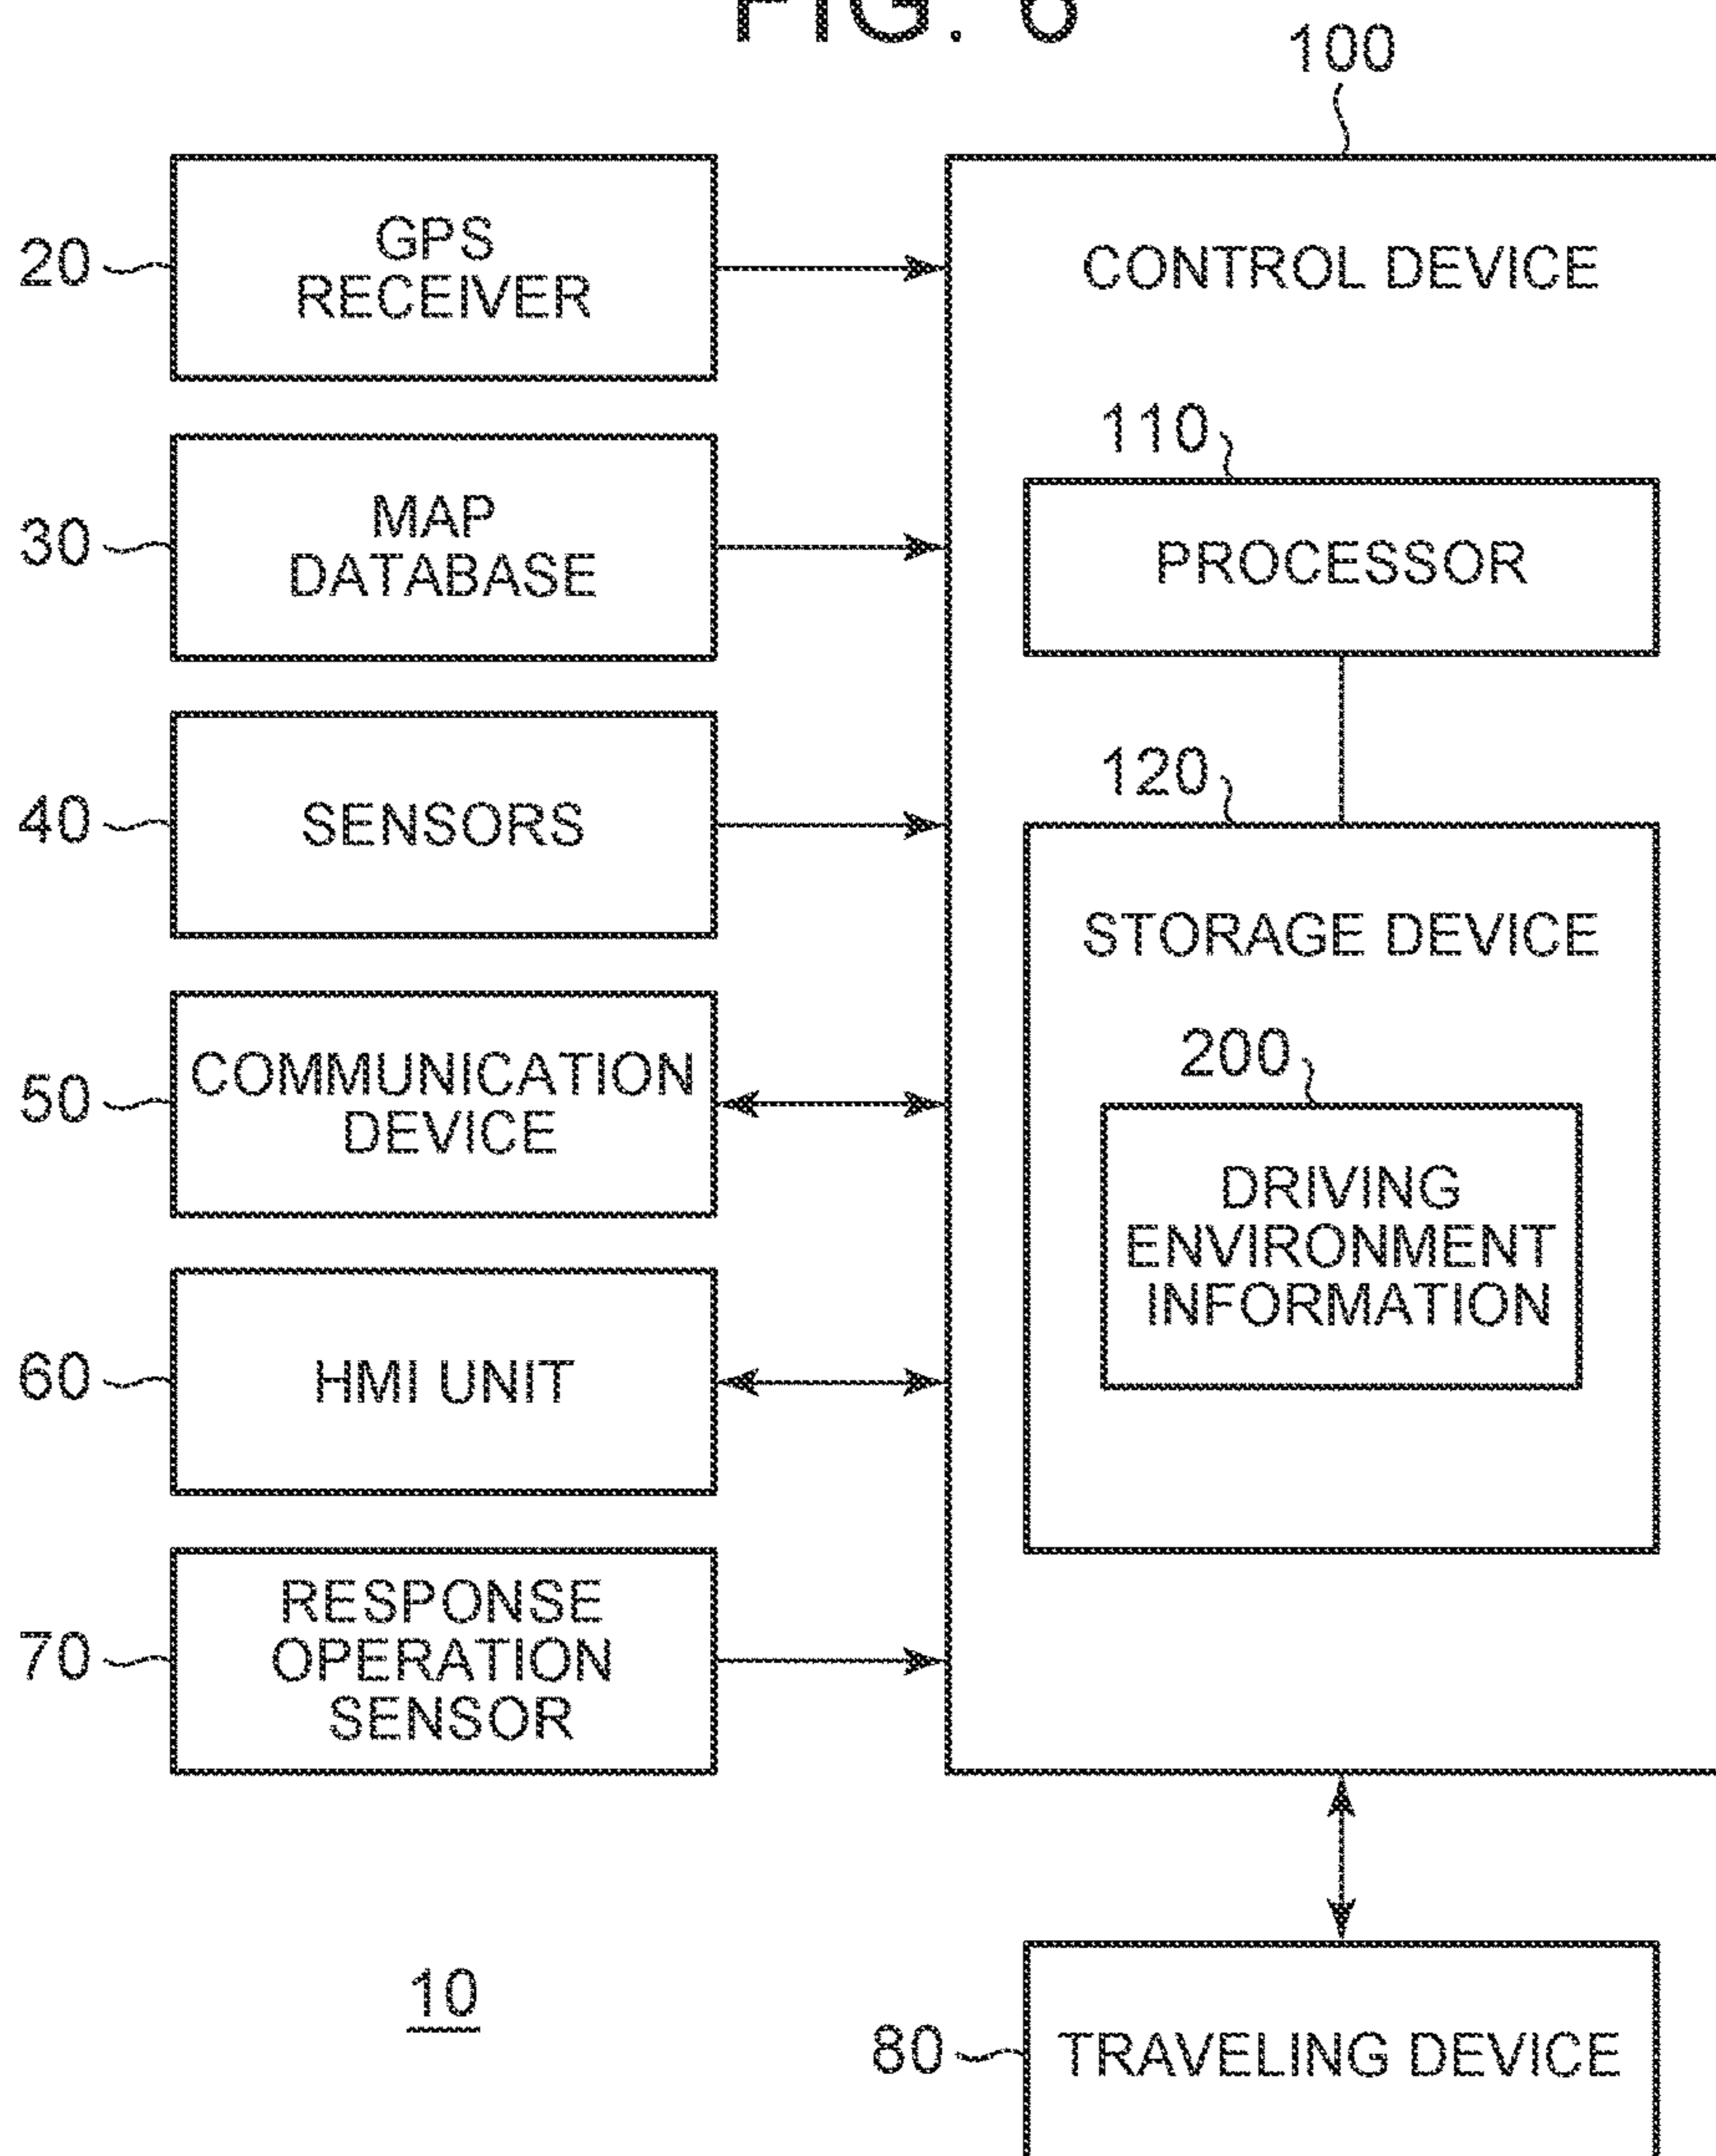 FIG. 6
100
20
GPS
RECEIVER
CONTROL DEVICE
110
30
MAP
DATABASE
PROCESSOR
120
40
SENSORS
STORAGE DEVICE
200
50
COMMUNICATION
DEVICE
DRIVING
ENVIRONMENT
INFORMATION
60
HMI UNIT
70
RESPONSE
OPERATION
SENSOR
10
80
TRAVELING DEVICE